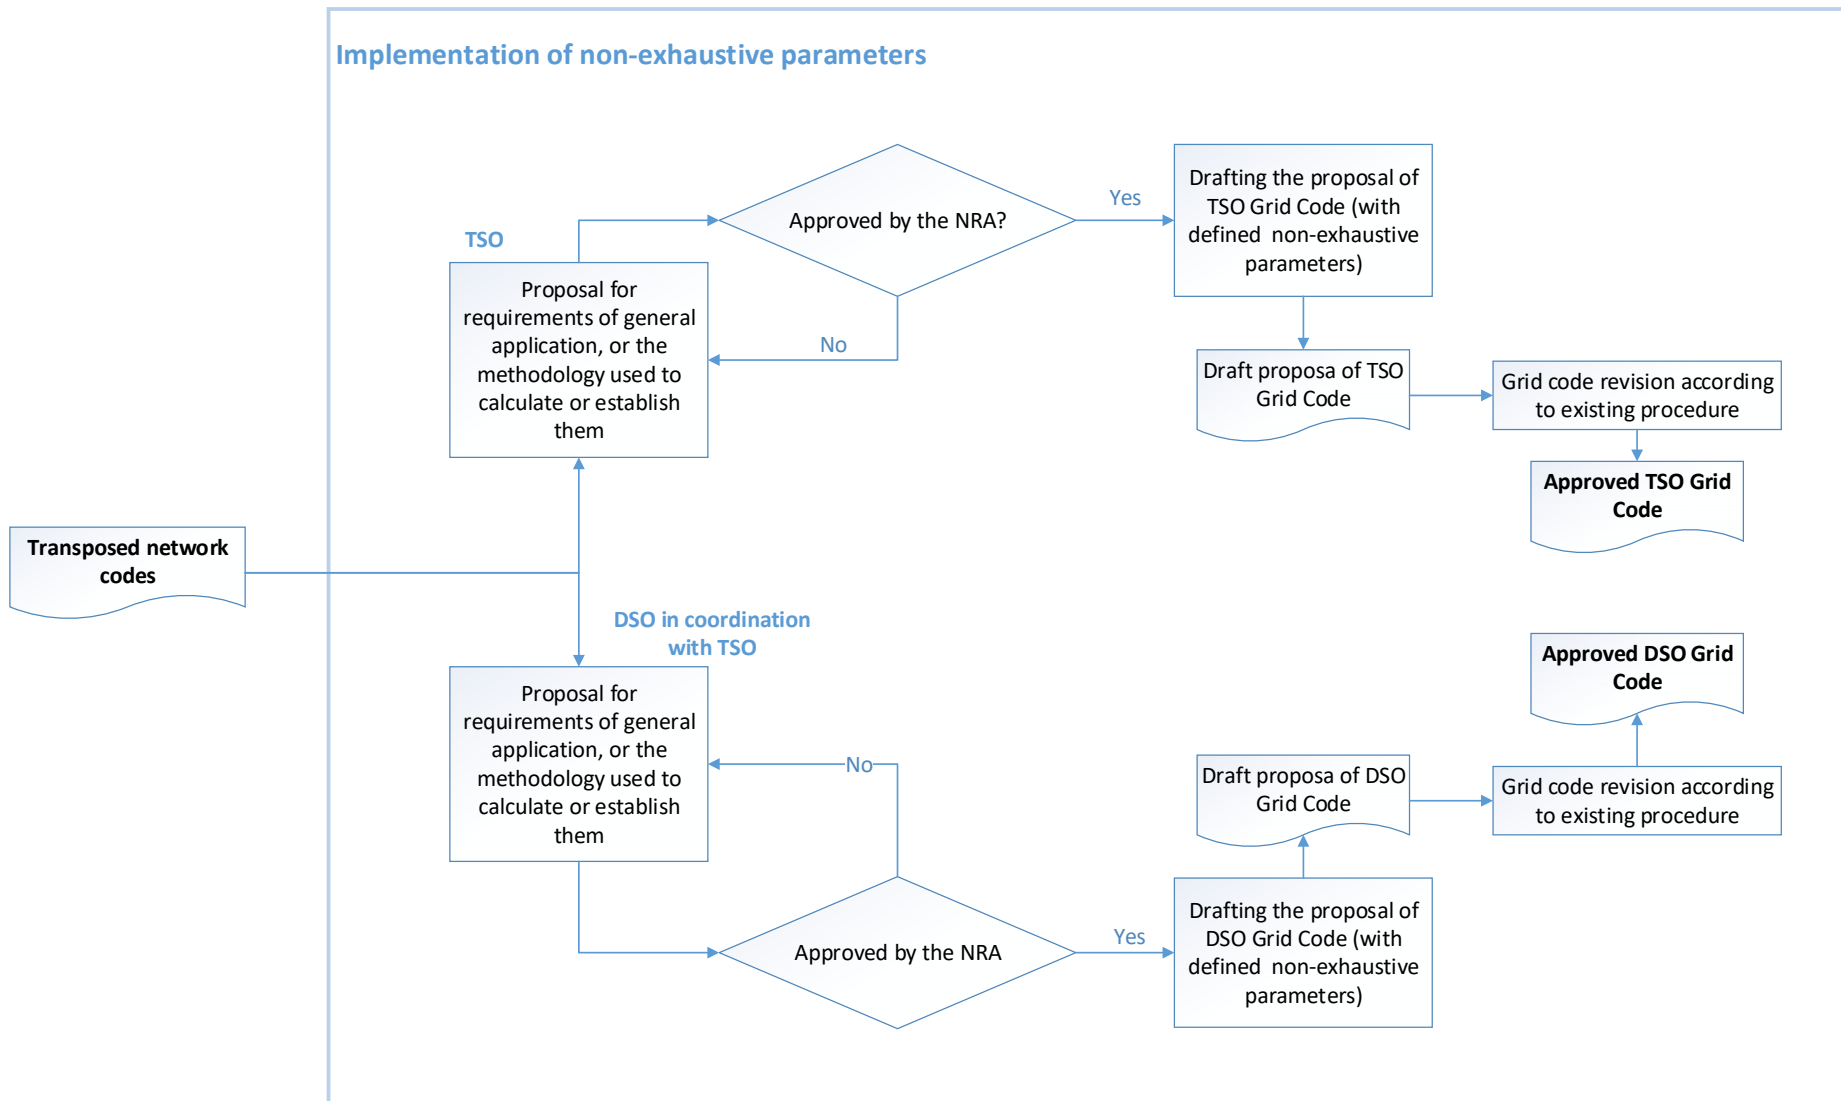 Implementation of non-exhaustive parameters
TSO
Proposal for
requirements of general
application, or the
methodology used to
calculate or establish
them
Approved by the NRA?
Yes
No
Drafting the proposal of
TSO Grid Code (with
defined non-exhaustive
parameters)
Draft proposa of TSO
Grid Code
Grid code revision according
to existing procedure
Approved TSO Grid
Code
Transposed network
codes
DSO in coordination
with TSO
Proposal for
requirements of general
application, or the
methodology used to
calculate or establish
them
No
Approved by the NRA
Yes
Drafting the proposal of
DSO Grid Code (with
defined non-exhaustive
parameters)
Draft proposa of DSO
Grid Code
Grid code revision according
to existing procedure
Approved DSO Grid
Code